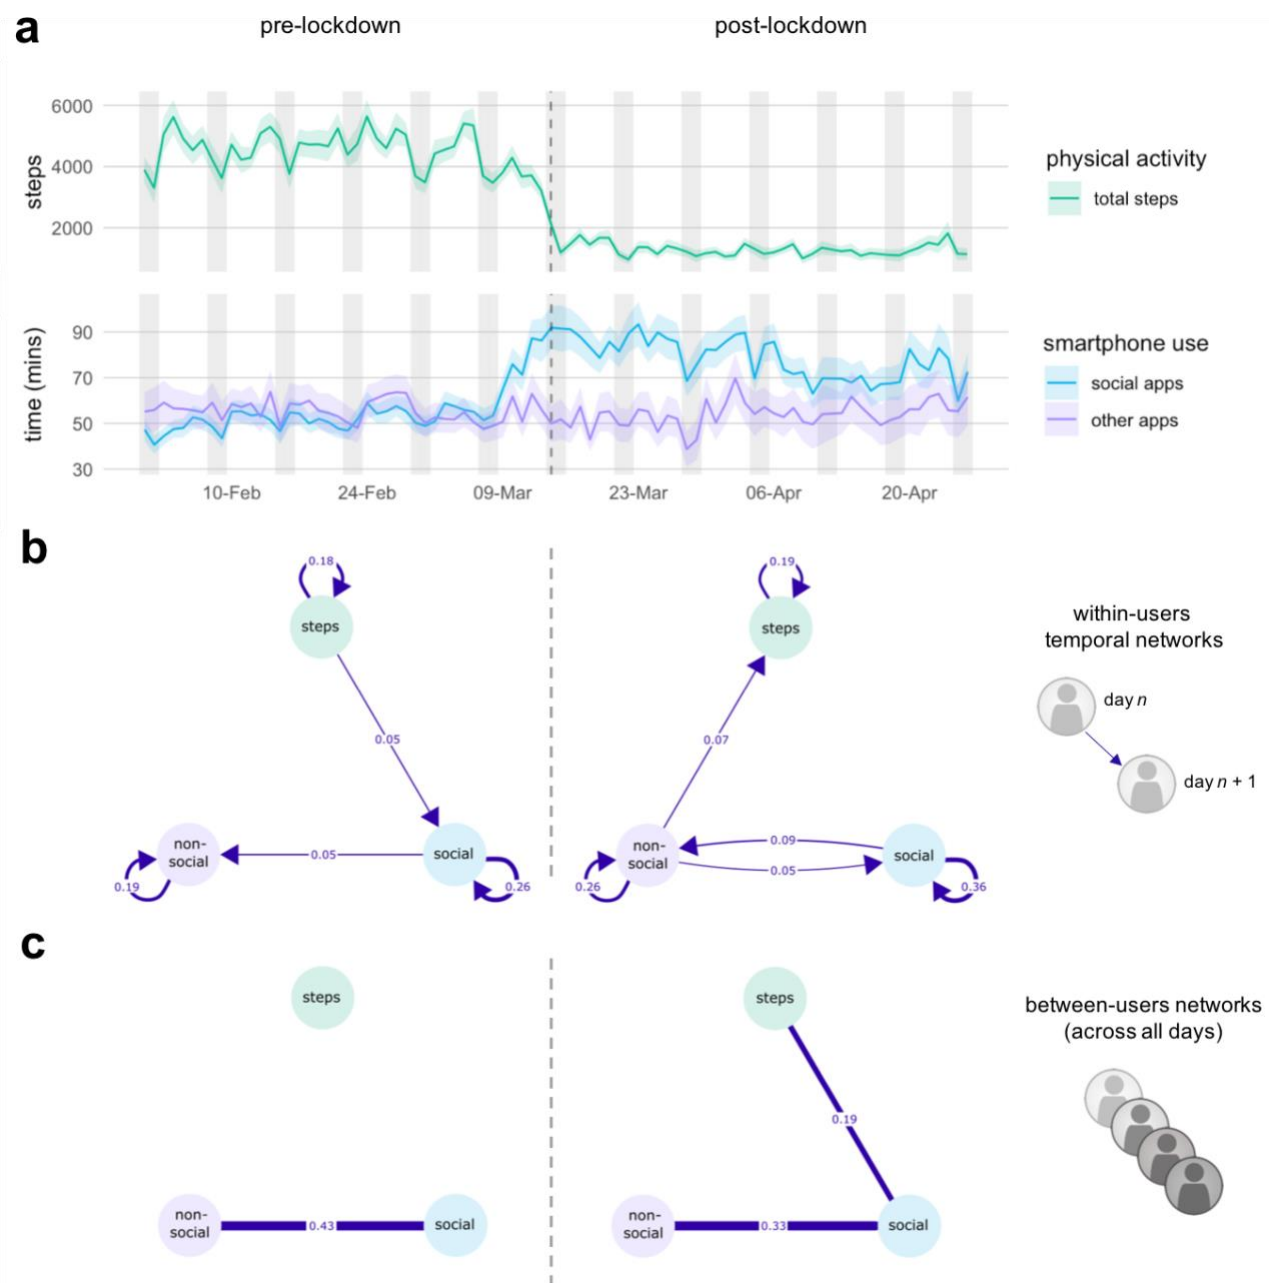 a
pre-lockdown
post-lockdown
6000
4000
2000
steps
physical activity
total steps
90
70
50
30
time (mins)
smartphone use
social apps
other apps
10-Feb
24-Feb
09-Mar
23-Mar
06-Apr
20-Apr
b
0.18
steps
0.05
non-
social
0.05
social
0.19
0.26
0.19
steps
0.07
non-
social
0.09
0.05
social
0.26
0.36
within-users
temporal networks
day n
day n + 1
c
steps
non-
social
0.43
social
steps
0.19
non-
social
0.33
social
between-users networks
(across all days)